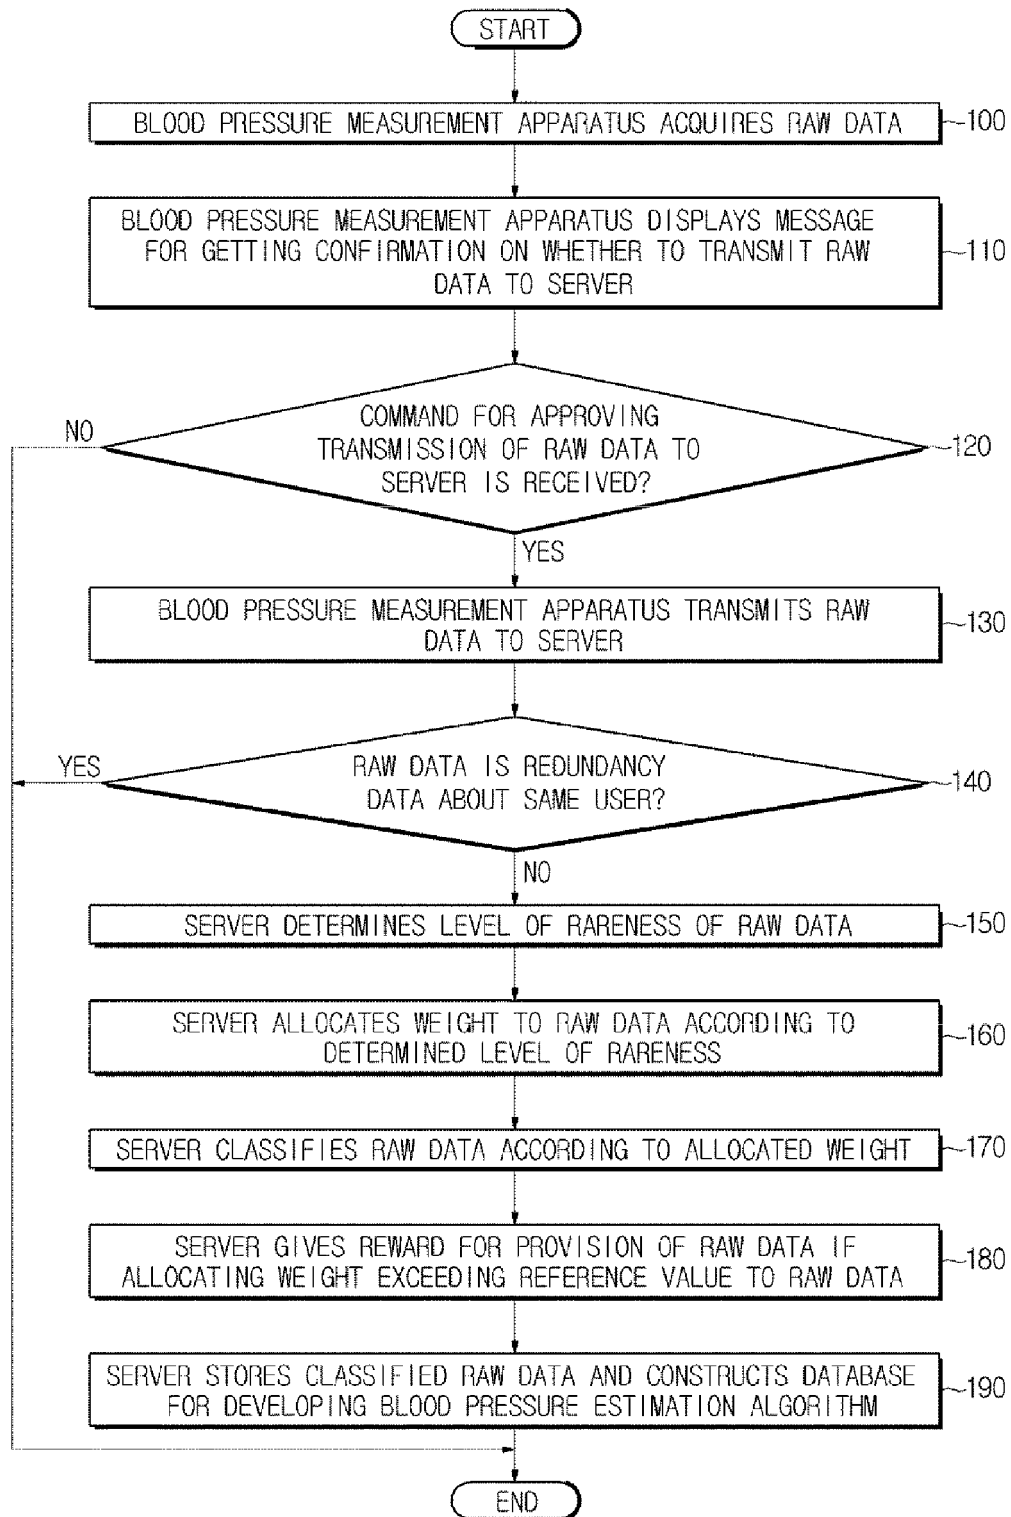 START
BLOOD PRESSURE MEASUREMENT APPARATUS ACQUIRES RAW DATA
100
BLOOD PRESSURE MEASUREMENT APPARATUS DISPLAYS MESSAGE
FOR GETTING CONFIRMATION ON WHETHER TO TRANSMIT RAW
DATA TO SERVER
110
NO
COMMAND FOR APPROVING
TRANSMISSION OF RAW DATA TO
SERVER IS RECEIVED?
120
YES
BLOOD PRESSURE MEASUREMENT APPARATUS TRANSMITS RAW
DATA TO SERVER
130
YES
RAW DATA IS REDUNDANCY
DATA ABOUT SAME USER?
140
NO
SERVER DETERMINES LEVEL OF RARENESS OF RAW DATA
150
SERVER ALLOCATES WEIGHT TO RAW DATA ACCORDING TO
DETERMINED LEVEL OF RARENESS
160
SERVER CLASSIFIES RAW DATA ACCORDING TO ALLOCATED WEIGHT
170
SERVER GIVES REWARD FOR PROVISION OF RAW DATA IF
ALLOCATING WEIGHT EXCEEDING REFERENCE VALUE TO RAW DATA
180
SERVER STORES CLASSIFIED RAW DATA AND CONSTRUCTS DATABASE
FOR DEVELOPING BLOOD PRESSURE ESTIMATION ALGORITHM
190
END